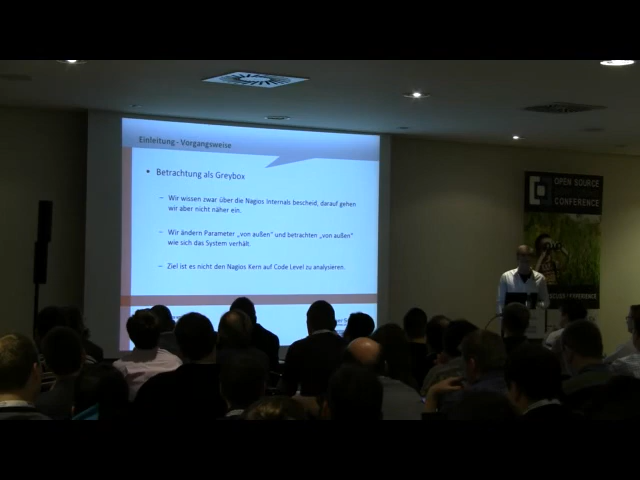 Einleitung - Vorgangsweise
• Betrachtung als Greybox
– Wir wissen zwar über die Nagios Internals bescheid, darauf gehen
wir aber nicht näher ein.
– Wir ändern Parameter „von außen“ und betrachten „von außen“
wie sich das System verhält.
– Ziel ist es nicht den Nagios Kern auf Code Level zu analysieren.
OPEN SOURCE
CONFERENCE